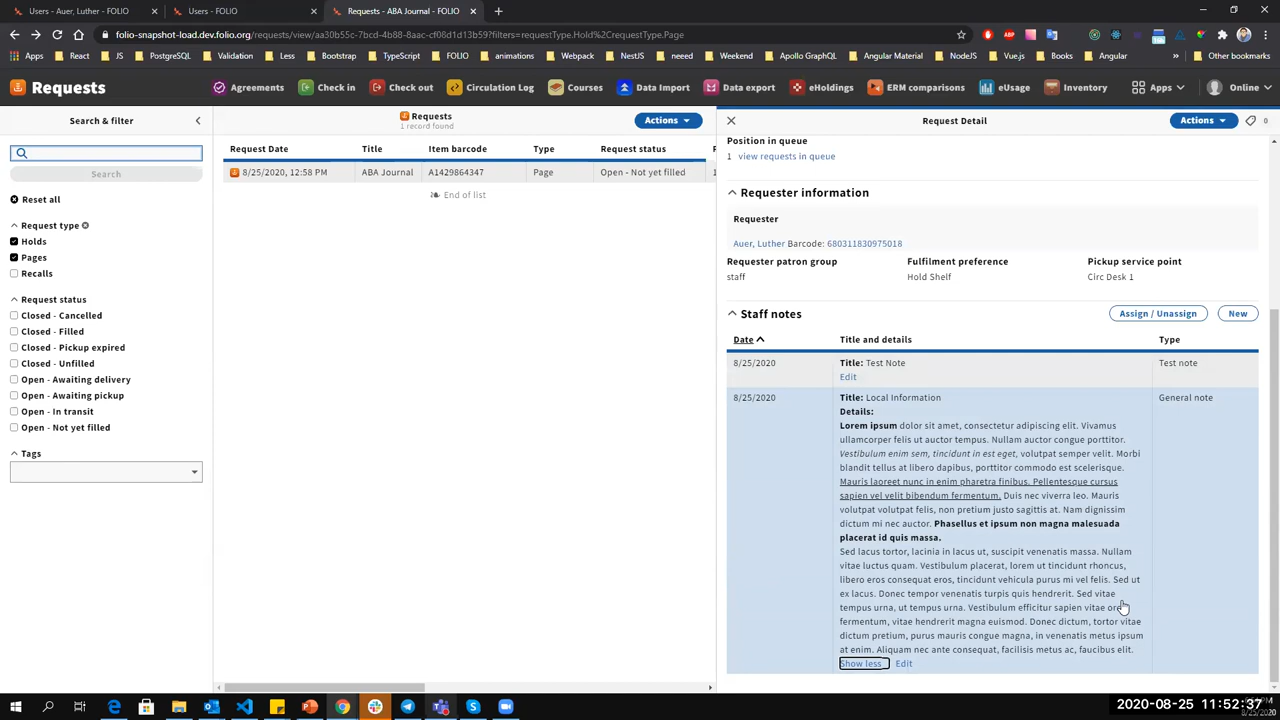 Users - Auer, Luther - FOLIO
Users - FOLIO
Requests - ABA Journal - FOLIO
folio-snapshot-load.dev.folio.org/requests/view/aa30b55c-7bcd-4b88-8aac-cf08d1d13b59?filters=requestType.Hold%2CrequestType.Page
Apps React JS PostgreSQL Validation Less Bootstrap TypeScript FOLIO animations Lambda NestJS need Weekend Apollo GraphQL Angular Material NodeJS Vue.js Angular » Other bookmarks
Requests
Agreements Check in Check out Circulation Log Courses Data Import Data export eHoldings ERM comparisons eUsage Inventory Apps Online
Search & filter
Search
Reset all
Request type
Holds
Pages
Recalls
Request status
Closed - Cancelled
Closed - Filled
Closed - Pickup expired
Closed - Unfilled
Open - Awaiting delivery
Open - Awaiting pickup
Open - In transit
Open - Not yet filled
Tags
Requests
1 record found
Actions
Request Date Title Item barcode Type Request status
8/25/2020, 12:58 PM ABA Journal A1429864347 Page Open - Not yet filled
End of list
Request Detail
Actions
0
Position in queue
1 view requests in queue
Requester information
Requester
Auer, Luther Barcode: 680311830975018
Requester patron group Fulfilment preference Pickup service point
staff Hold Shelf Circ Desk 1
Staff notes
Assign / Unassign New
Date Title and details Type
8/25/2020 Title: Test Note Test note
Edit
8/25/2020 Title: Local Information General note
Details:
Lorem ipsum dolor sit amet, consectetur adipiscing elit. Vivamus
ullamcorper felis ut auctor tempus. Nullam auctor congue porttitor.
Vestibulum enim sem, tincidunt in est eget, volutpat semper velit. Morbi
blandit tellus at libero dapibus, porttitor commodo est scelerisque.
Mauris laoreet nunc in enim pharetra finibus. Pellentesque cursus
sapien vel velit bibendum fermentum. Duis nec viverra leo. Mauris
volutpat volutpat felis, non pretium justo sagittis at. Nam dignissim
dictum mi nec auctor. Phasellus et ipsum non magna malesuada
placerat id quis massa.
Sed lacus tortor, lacinia in lacus ut, suscipit venenatis massa. Nullam
vitae luctus quam. Vestibulum placerat, lorem ut tincidunt rhoncus,
libero eros consequat eros, tincidunt vehicula purus mi vel felis. Sed ut
ex lacus. Donec tempor venenatis turpis quis hendrerit. Sed vitae
tempus urna, ut tempus urna. Vestibulum efficitur sapien vitae
fermentum, vitae hendrerit magna euismod. Donec dictum, tortor vitae
dictum pretium, purus mauris congue magna, in venenatis metus ipsum
at enim. Aliquam nec ante consequat, facilisis metus ac, faucibus elit.
Show less Edit
2020-08-25 11:52:37